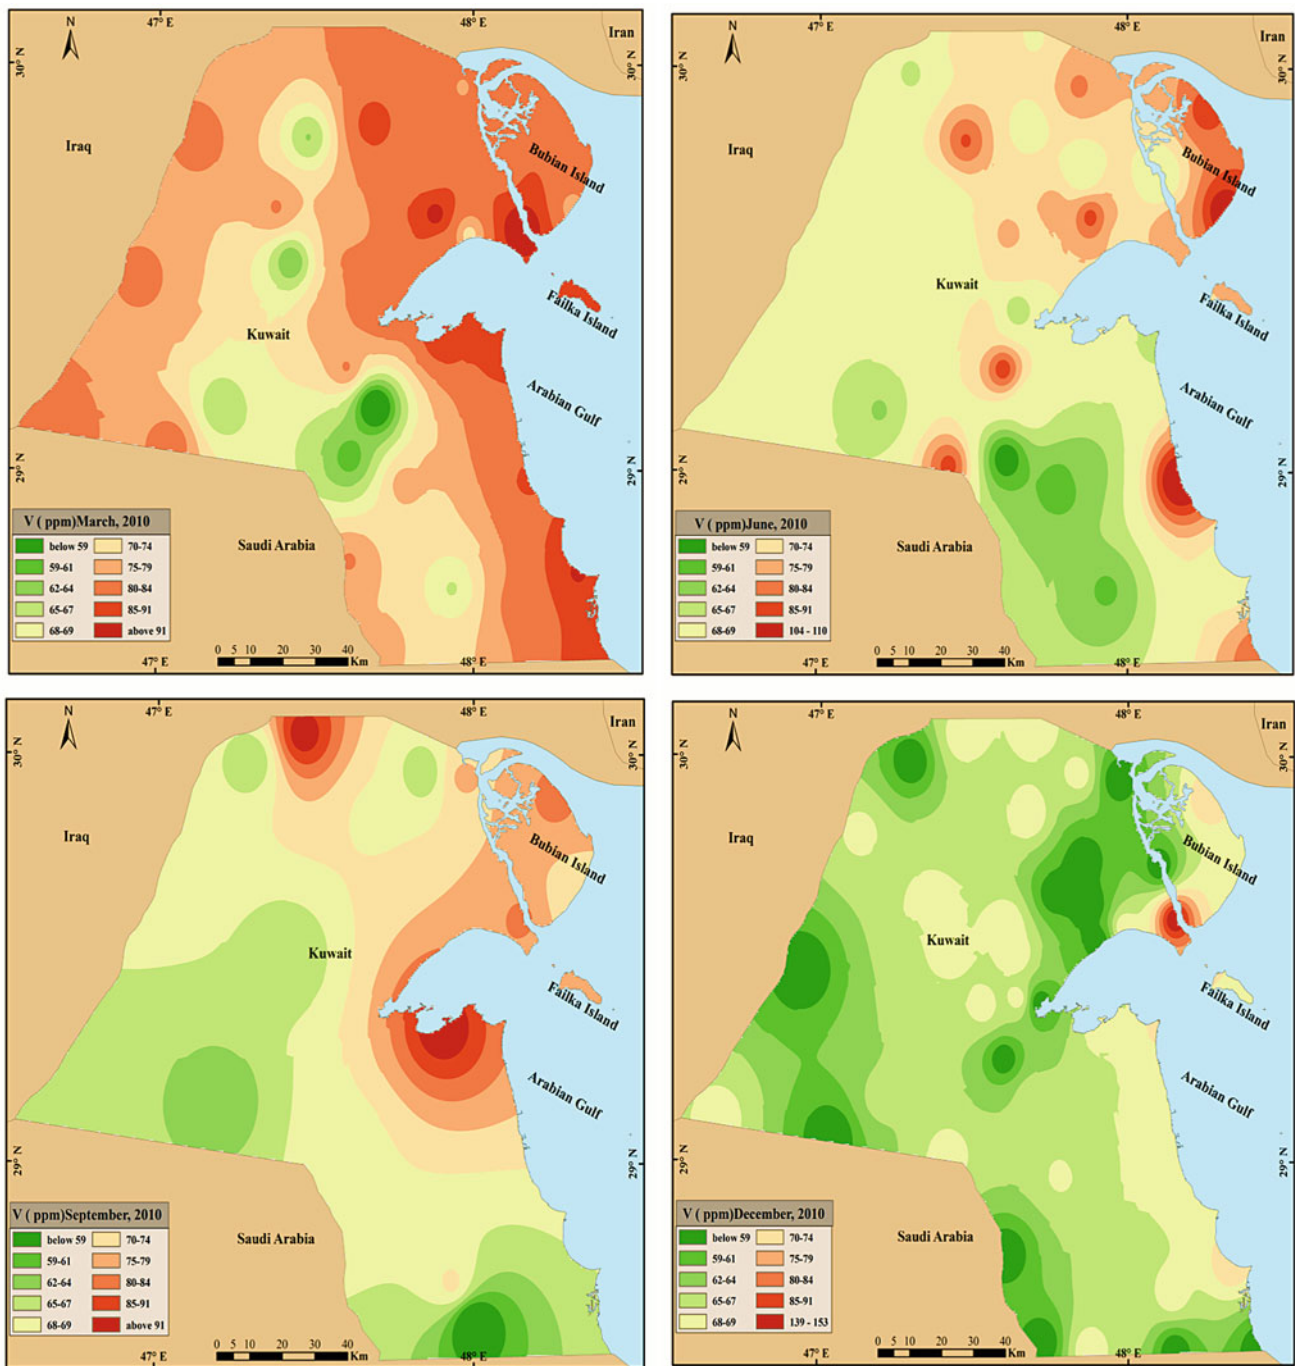 47° E
48° E
N
Iran
30° N
30° N
Iraq
Bubian Island
Failka Island
Kuwait
Arabian Gulf
29° N
29° N
Saudi Arabia
V ( ppm)March, 2010
below 59
70-74
59-61
75-79
62-64
80-84
65-67
85-91
68-69
above 91
0 5 10 20 30 40
Km
47° E
48° E
47° E
48° E
N
Iran
30° N
30° N
Iraq
Bubian Island
Kuwait
Failka Island
Arabian Gulf
29° N
29° N
Saudi Arabia
V ( ppm)June, 2010
below 59
70-74
59-61
75-79
62-64
80-84
65-67
85-91
68-69
104 - 110
0 5 10 20 30 40
Km
47° E
48° E
47° E
48° E
N
Iran
30° N
30° N
Iraq
Bubian Island
Kuwait
Failka Island
Arabian Gulf
29° N
29° N
Saudi Arabia
V ( ppm)September, 2010
below 59
70-74
59-61
75-79
62-64
80-84
65-67
85-91
68-69
above 91
0 5 10 20 30 40
Km
47° E
48° E
47° E
48° E
N
Iran
30° N
30° N
Iraq
Bubian Island
Kuwait
Failka Island
Arabian Gulf
29° N
29° N
Saudi Arabia
V ( ppm)December, 2010
below 59
70-74
59-61
75-79
62-64
80-84
65-67
85-91
68-69
139 - 153
0 5 10 20 30 40
Km
47° E
48° E